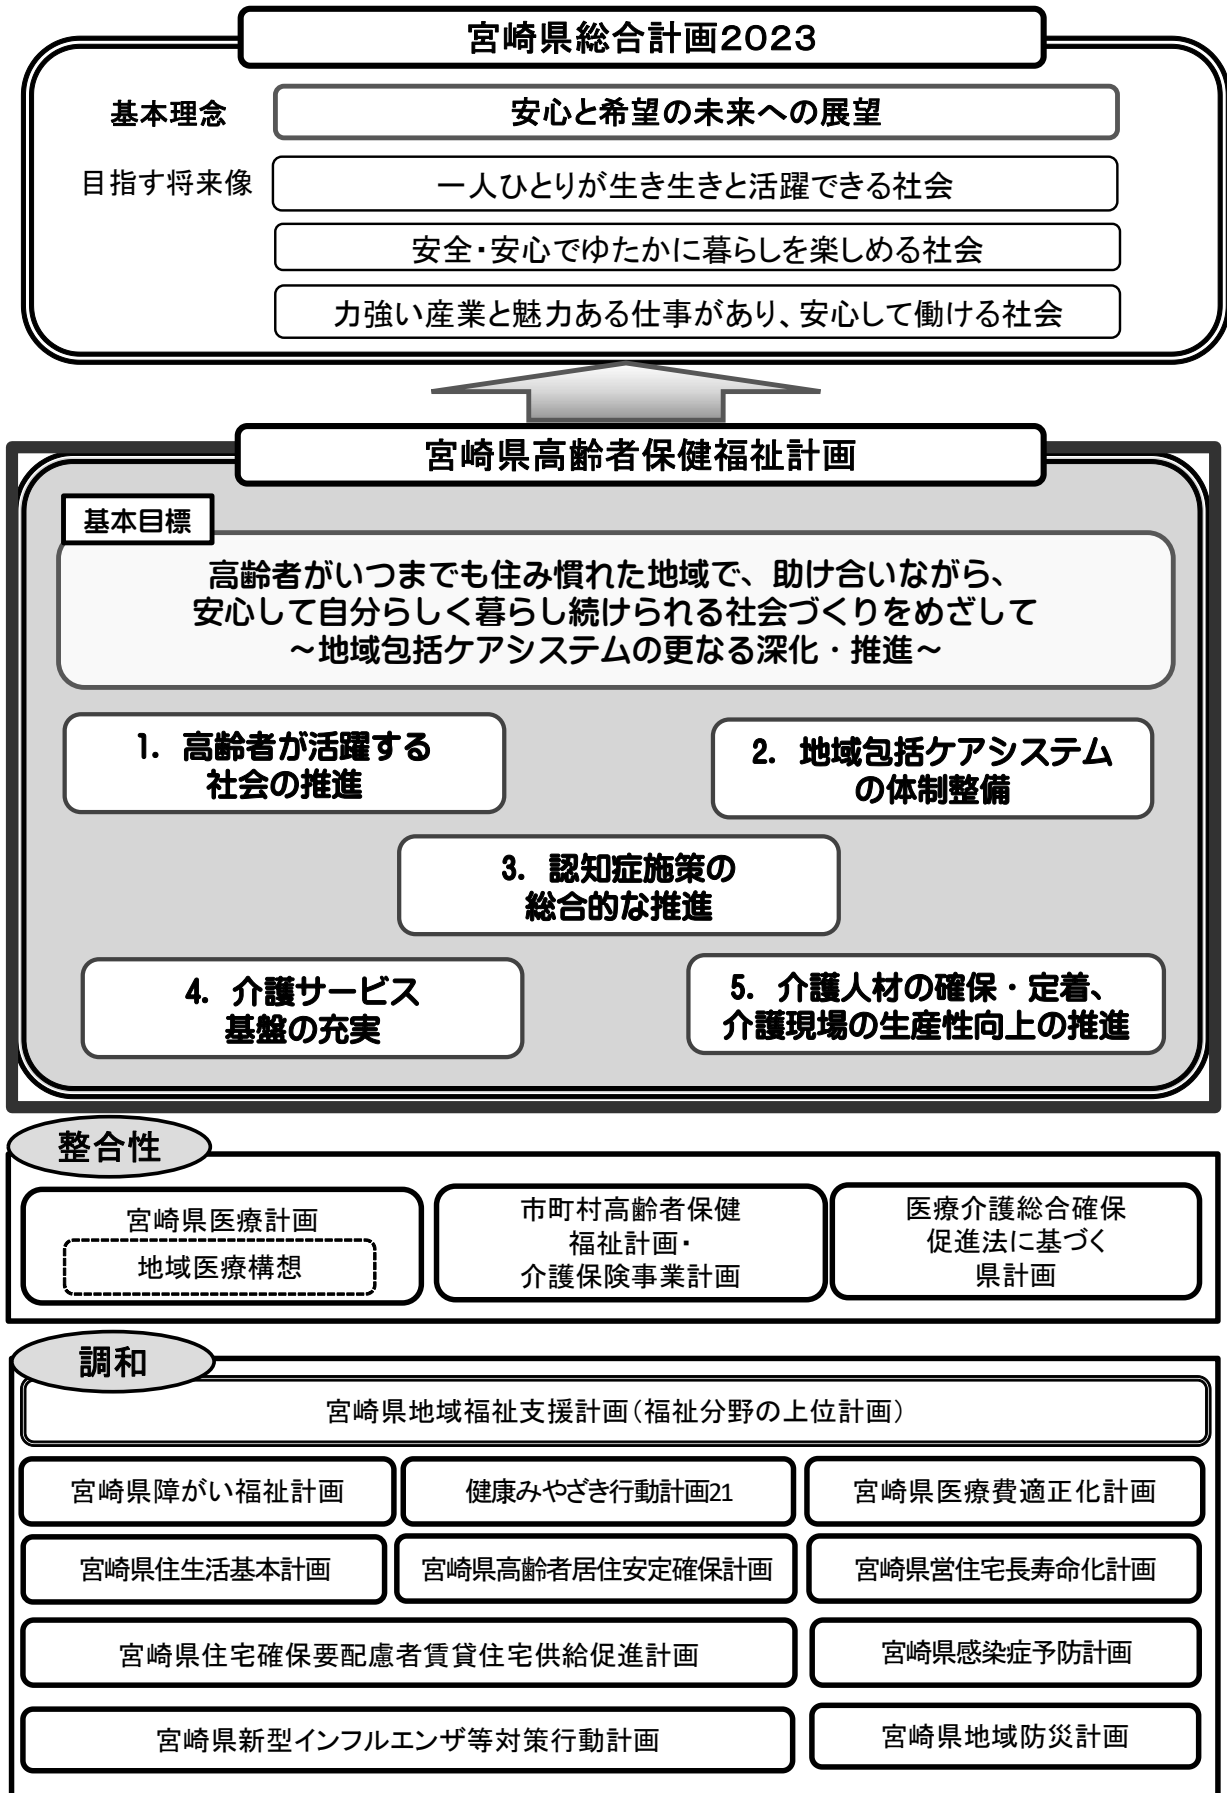 宮崎県総合計画2023
基本理念
安心と希望の未来への展望
目指す将来像
一人ひとりが生き生きと活躍できる社会
安全・安心でゆたかに暮らしを楽しめる社会
力強い産業と魅力ある仕事があり、安心して働ける社会
宮崎県高齢者保健福祉計画
基本目標
高齢者がいつまでも住み慣れた地域で、助け合いながら、
安心して自分らしく暮らし続けられる社会づくりをめざして
～地域包括ケアシステムの更なる深化・推進～
1. 高齢者が活躍する
社会の推進
2. 地域包括ケアシステム
の体制整備
3. 認知症施策の
総合的な推進
4. 介護サービス
基盤の充実
5. 介護人材の確保・定着、
介護現場の生産性向上の推進
整合性
宮崎県医療計画
地域医療構想
市町村高齢者保健
福祉計画・
介護保険事業計画
医療介護総合確保
促進法に基づく
県計画
調和
宮崎県地域福祉支援計画（福祉分野の上位計画）
宮崎県障がい福祉計画
健康みやざき行動計画21
宮崎県医療費適正化計画
宮崎県住生活基本計画
宮崎県高齢者居住安定確保計画
宮崎県営住宅長寿命化計画
宮崎県住宅確保要配慮者賃貸住宅供給促進計画
宮崎県感染症予防計画
宮崎県新型インフルエンザ等対策行動計画
宮崎県地域防災計画